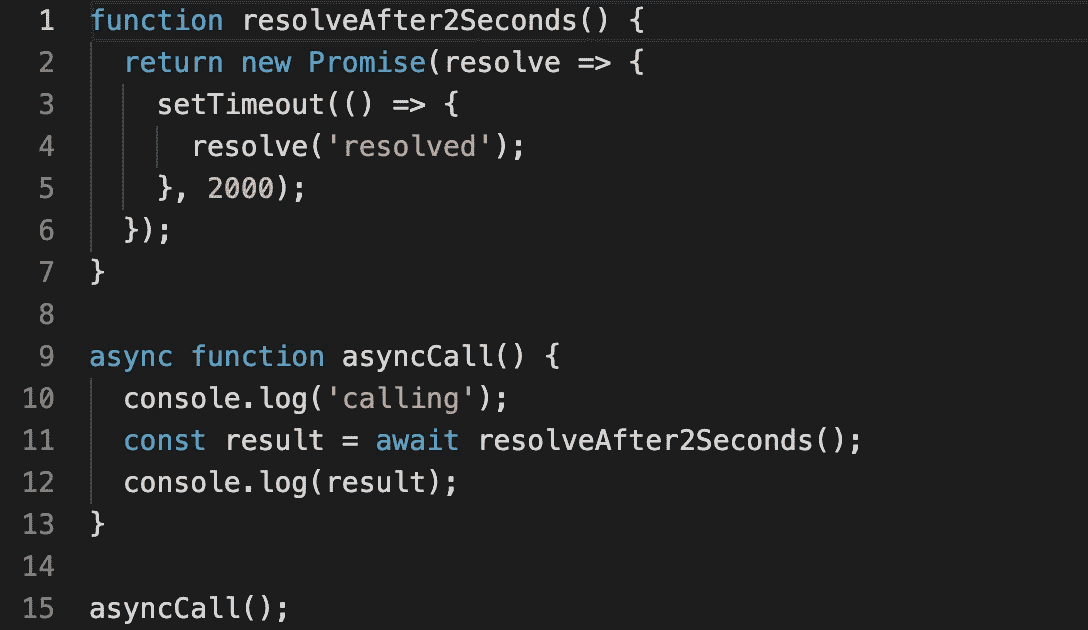 1 function resolveAfter2Seconds() {
2   return new Promise(resolve => {
3     setTimeout(() => {
4       resolve('resolved');
5     }, 2000);
6   });
7 }
8
9 async function asyncCall() {
10   console.log('calling');
11   const result = await resolveAfter2Seconds();
12   console.log(result);
13 }
14
15 asyncCall();